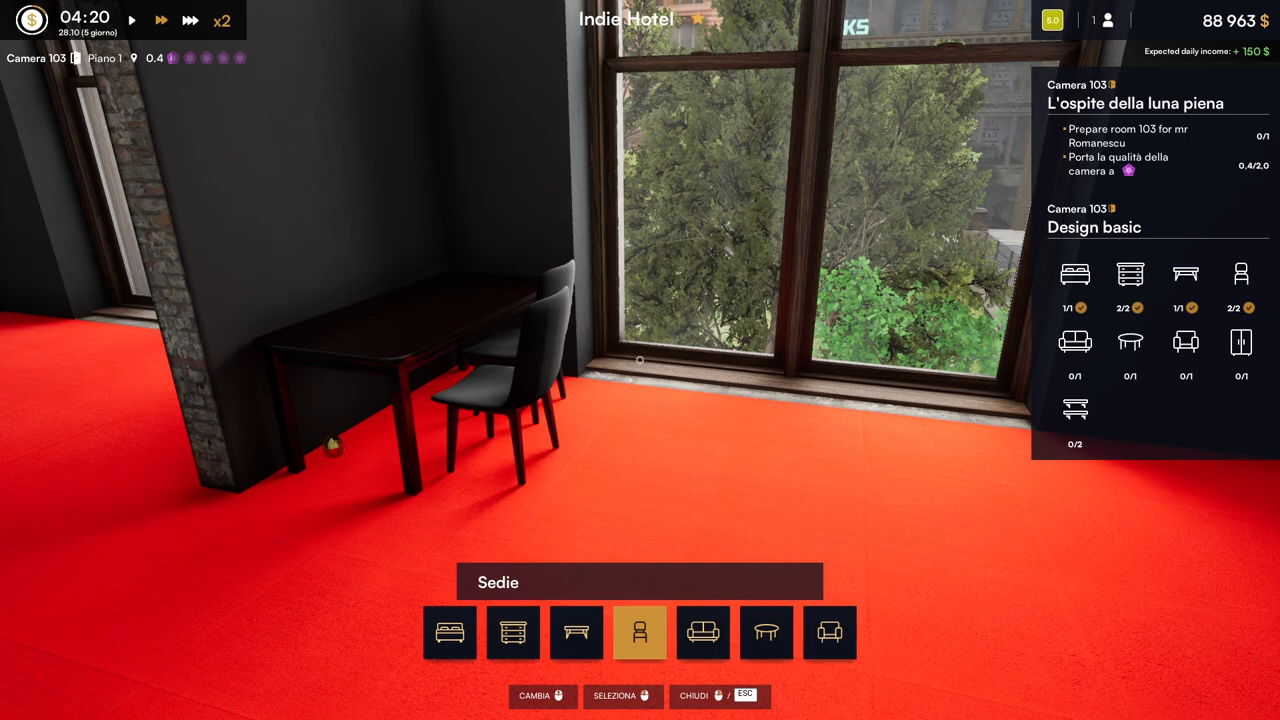 04:20
x2
28.10 (5 giorno)
Indie Hotel
KS
5.0
1
88 963 $
Expected daily income: + 150 $
Camera 103 Piano 1 0.4
Camera 103
L'ospite della luna piena
Prepare room 103 for mr
Romanescu
0/1
Porta la qualità della
camera a
0,4/2,0
Camera 103
Design basic
1/1 2/2 1/1 2/2
0/1 0/1 0/1 0/1
0/2
Sedie
CAMBIA SELEZIONA CHIUDI / ESC